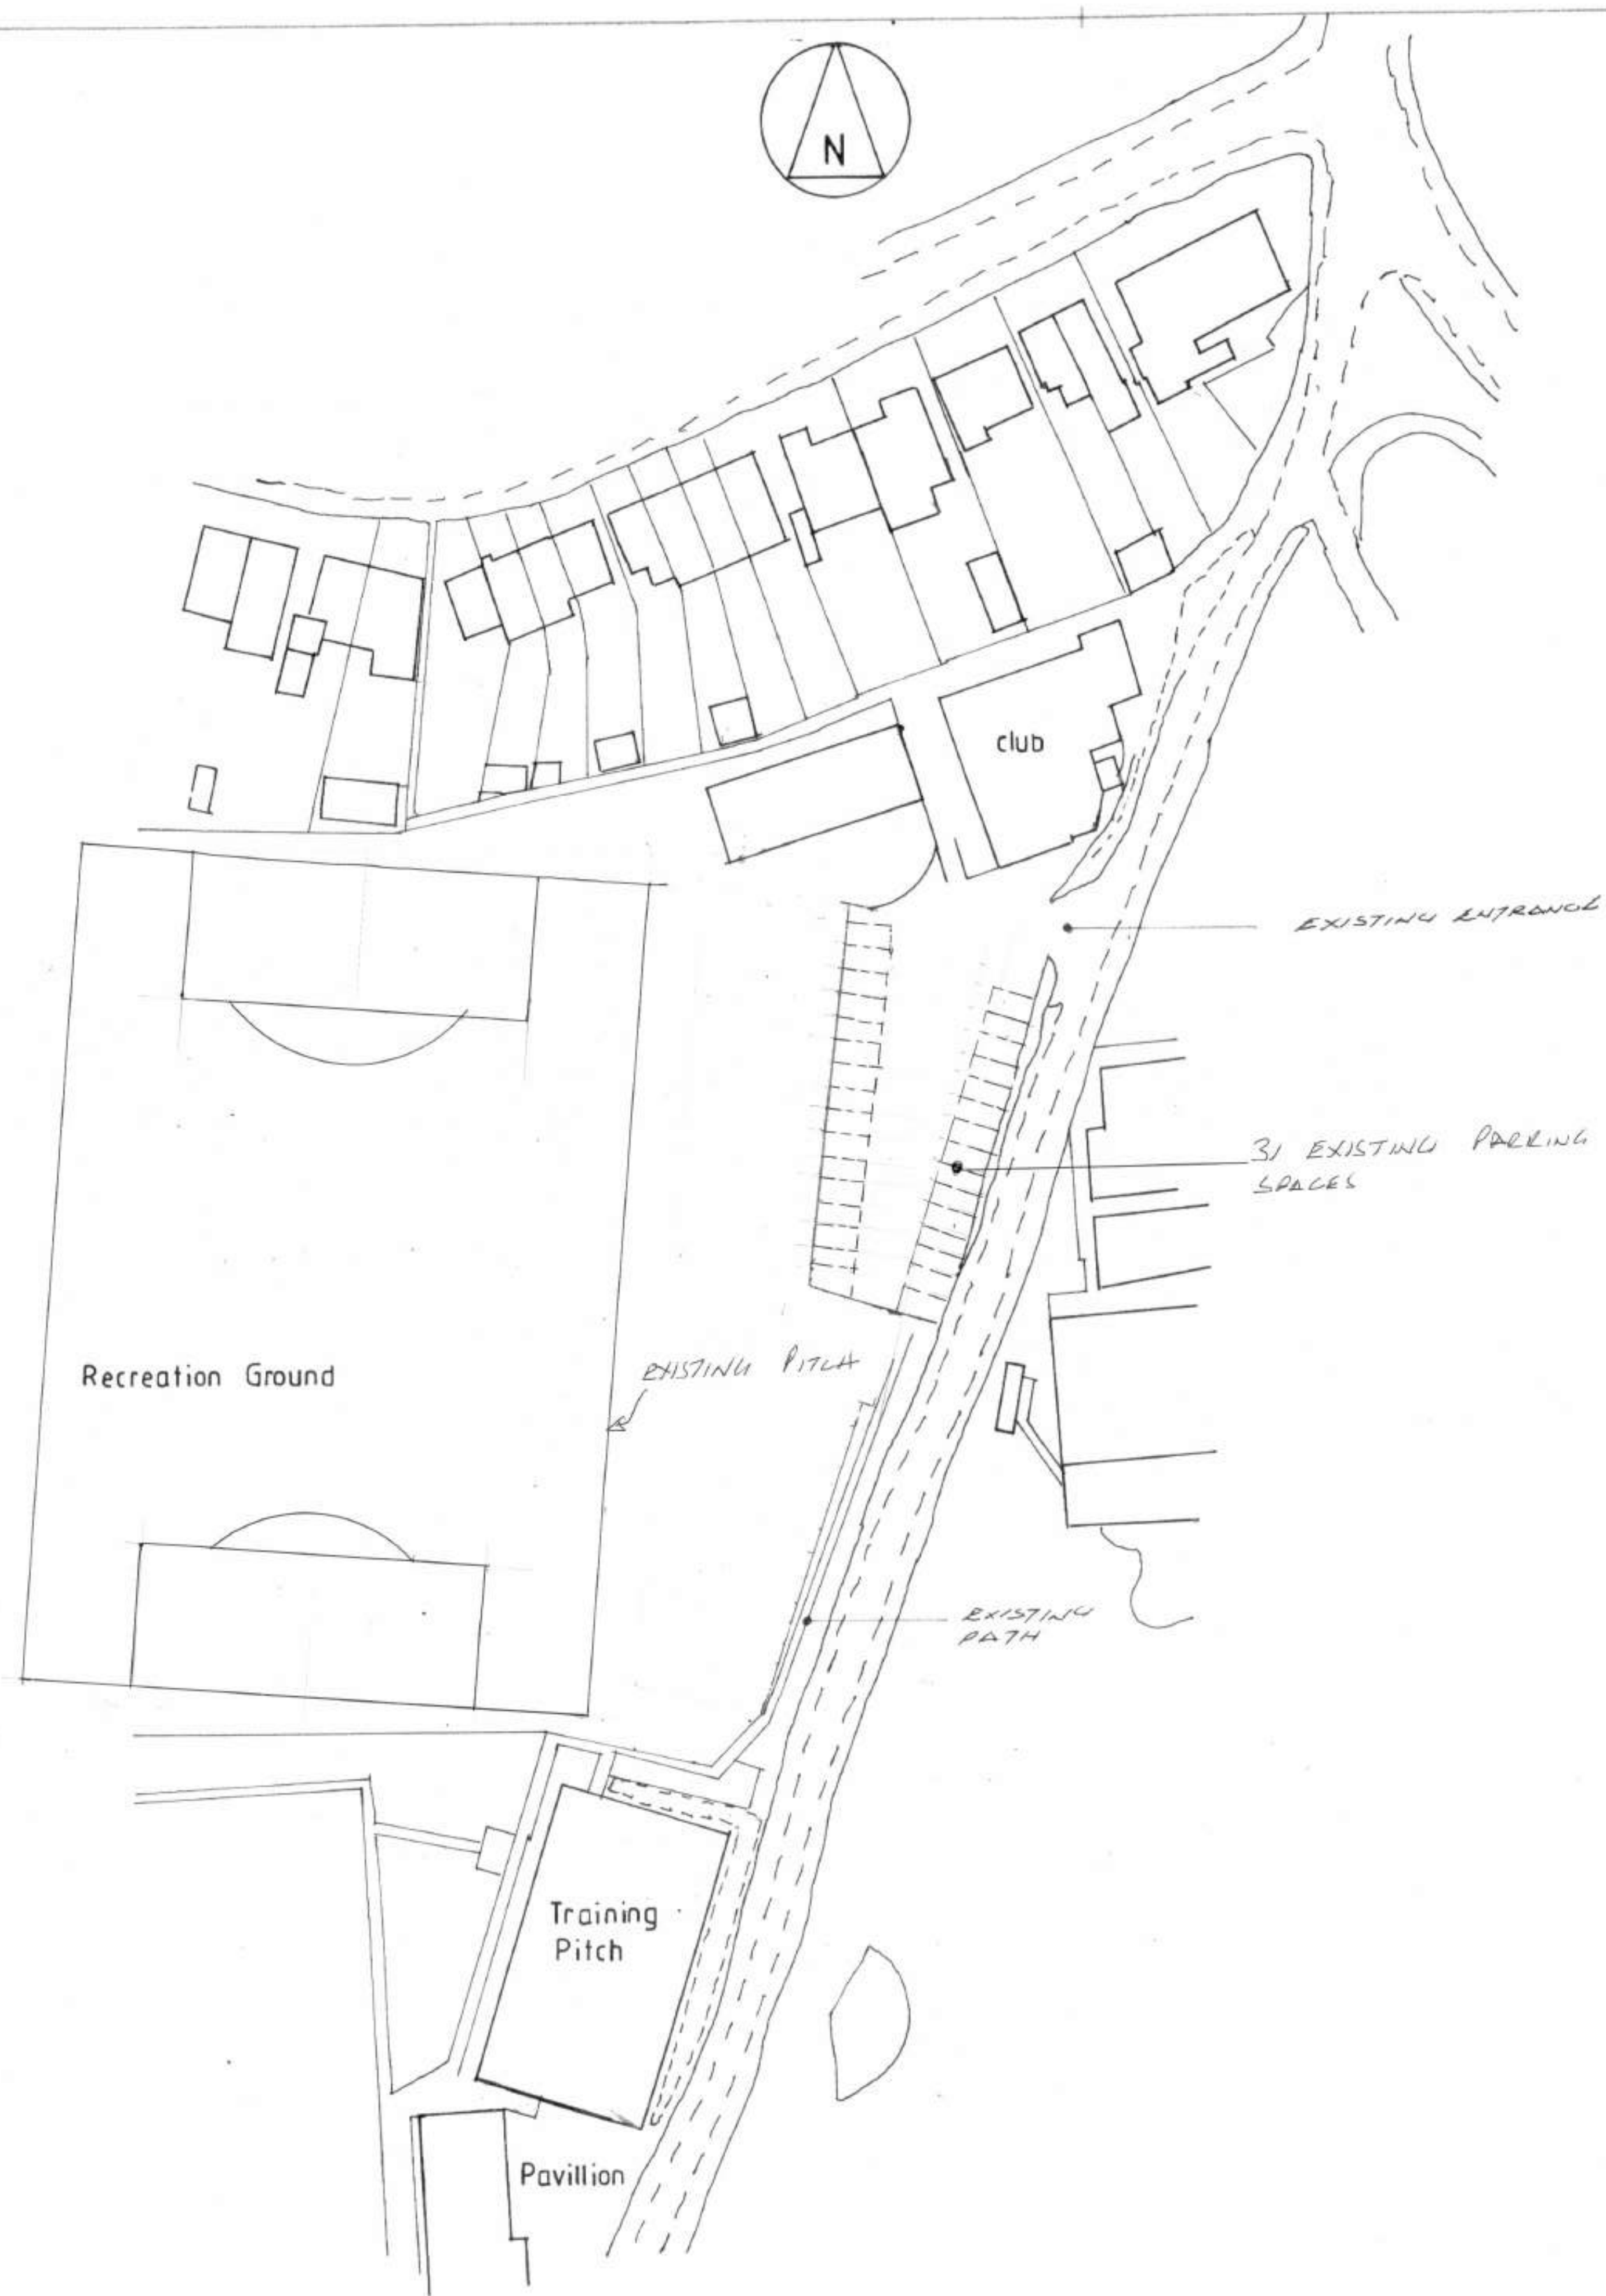 N
club
EXISTING ENTRANCE
31 EXISTING PARKING
SPACES
EXISTING PITCH
Recreation Ground
EXISTING
PATH
Training
Pitch
Pavillion